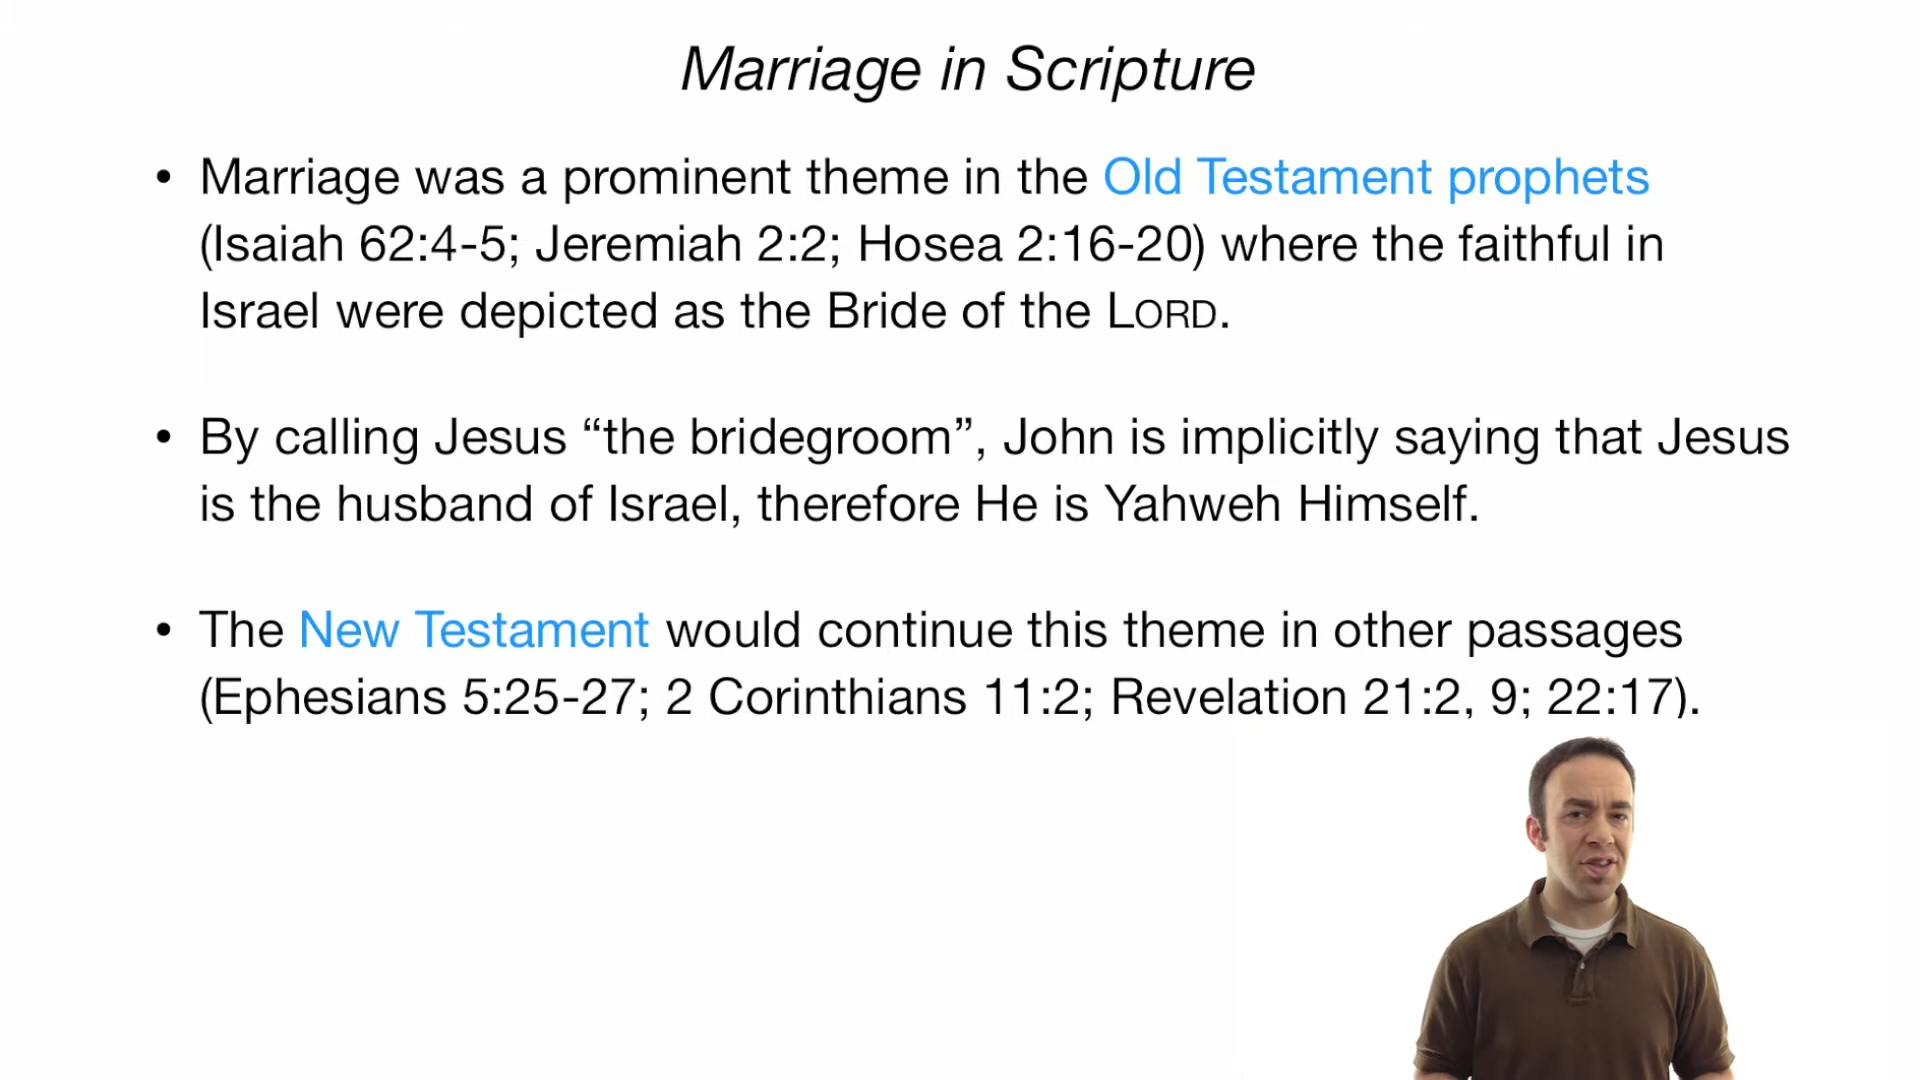 Marriage in Scripture
• Marriage was a prominent theme in the Old Testament prophets
(Isaiah 62:4-5; Jeremiah 2:2; Hosea 2:16-20) where the faithful in
Israel were depicted as the Bride of the LORD.
• By calling Jesus “the bridegroom”, John is implicitly saying that Jesus
is the husband of Israel, therefore He is Yahweh Himself.
• The New Testament would continue this theme in other passages
(Ephesians 5:25-27; 2 Corinthians 11:2; Revelation 21:2, 9; 22:17).